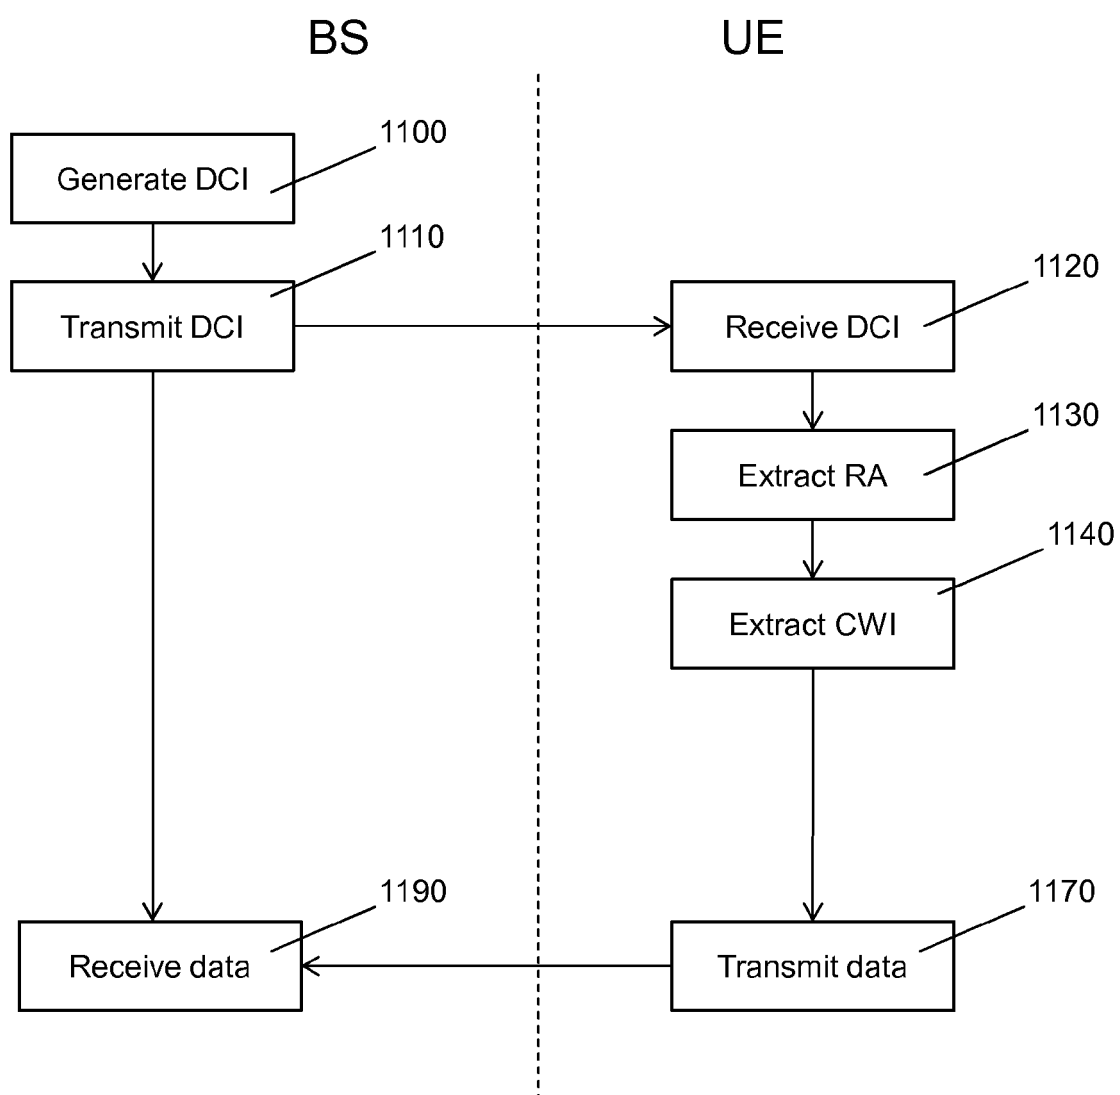 BS
UE
1100
Generate DCI
1110
Transmit DCI
1120
Receive DCI
1130
Extract RA
1140
Extract CWI
1190
Receive data
1170
Transmit data